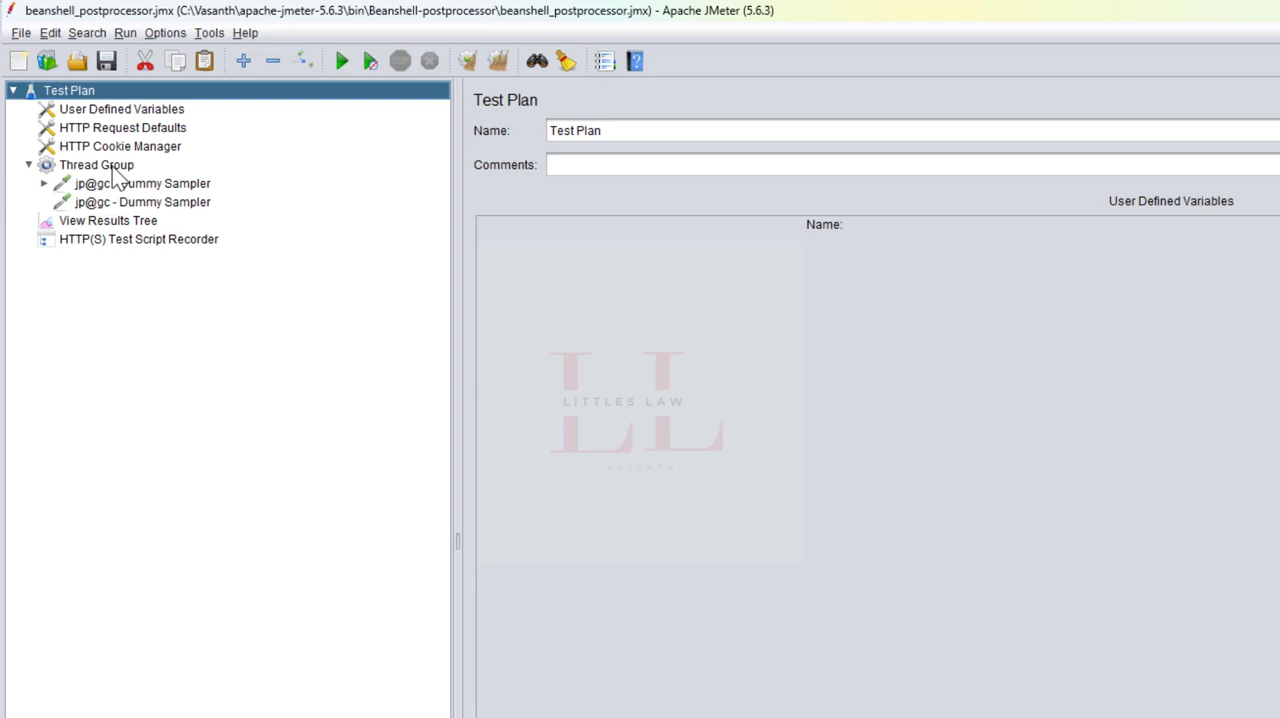 beanshell_postprocessor.jmx (C:\Vasanth\apache-jmeter-5.6.3\bin\Beanshell-postprocessor\beanshell_postprocessor.jmx) - Apache JMeter (5.6.3)
File Edit Search Run Options Tools Help
STOP
Test Plan
User Defined Variables
HTTP Request Defaults
HTTP Cookie Manager
Thread Group
jp@gc - Dummy Sampler
jp@gc - Dummy Sampler
View Results Tree
HTTP(S) Test Script Recorder
Test Plan
Name: Test Plan
Comments:
User Defined Variables
Name:
LL
LITTLES LAW
VASANTH